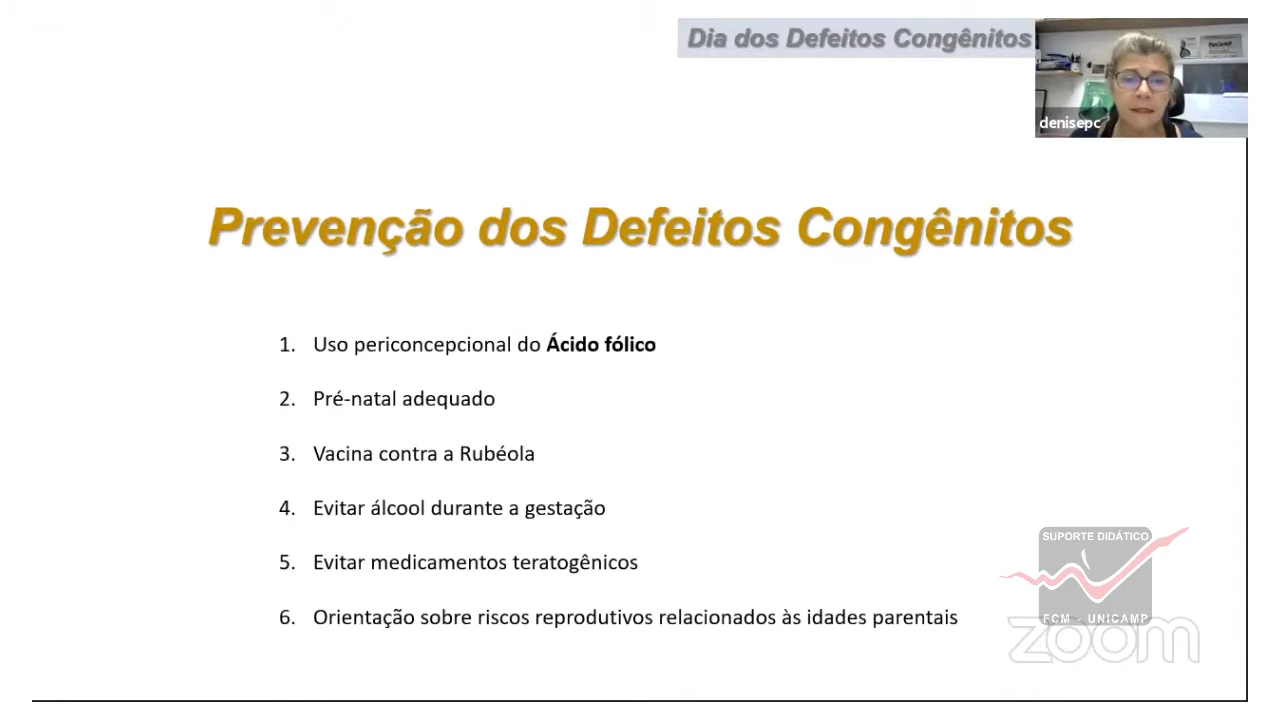 Dia dos Defeitos Congênitos
denisepc
Prevenção dos Defeitos Congênitos
1. Uso periconcepcional do Ácido fólico
2. Pré-natal adequado
3. Vacina contra a Rubéola
4. Evitar álcool durante a gestação
5. Evitar medicamentos teratogênicos
6. Orientação sobre riscos reprodutivos relacionados às idades parentais
SUPORTE DIDÁTICO
FCM - UNICAMP
zoom